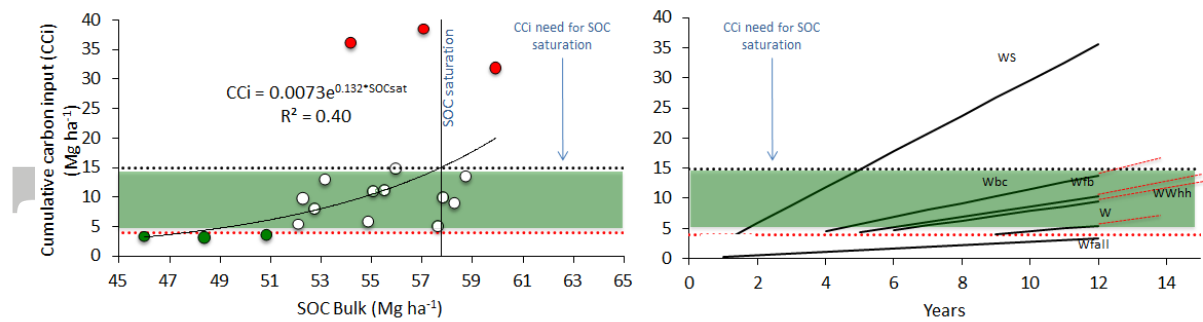 Cumulative carbon input (CCi)
(Mg ha⁻¹)
40
35
30
25
20
15
10
5
0
CCi = 0.0073e^0.132*SOCsat
R² = 0.40
SOC saturation
CCi need for SOC
saturation
45 47 49 51 53 55 57 59 61 63 65
SOC Bulk (Mg ha⁻¹)
40
35
30
25
20
15
10
5
0
CCi need for SOC
saturation
WS
Wbc
Wfb
WWhh
W
Wfall
0 2 4 6 8 10 12 14
Years